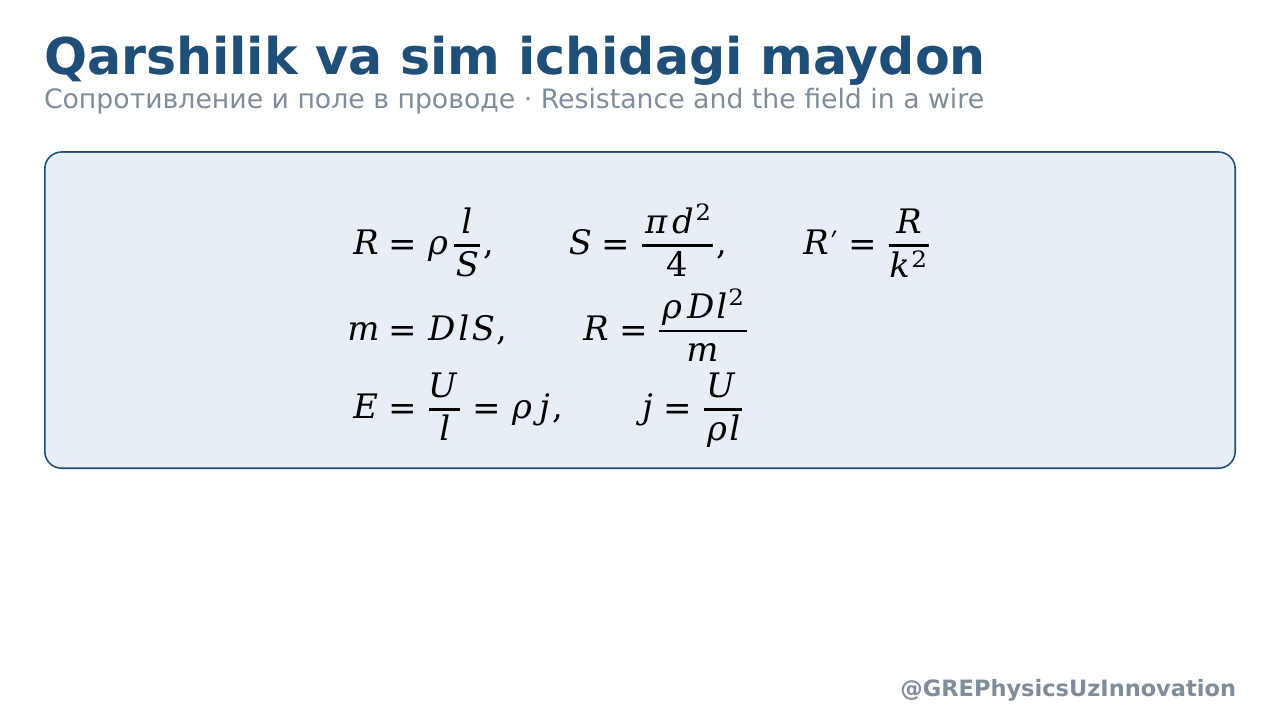 Qarshilik va sim ichidagi maydon
Сопротивление и поле в проводе · Resistance and the field in a wire
R = ρ l/S, S = πd²/4, R′ = R/k²
m = DlS, R = ρDl²/m
E = U/l = ρj, j = U/ρl
@GREPhysicsUzInnovation